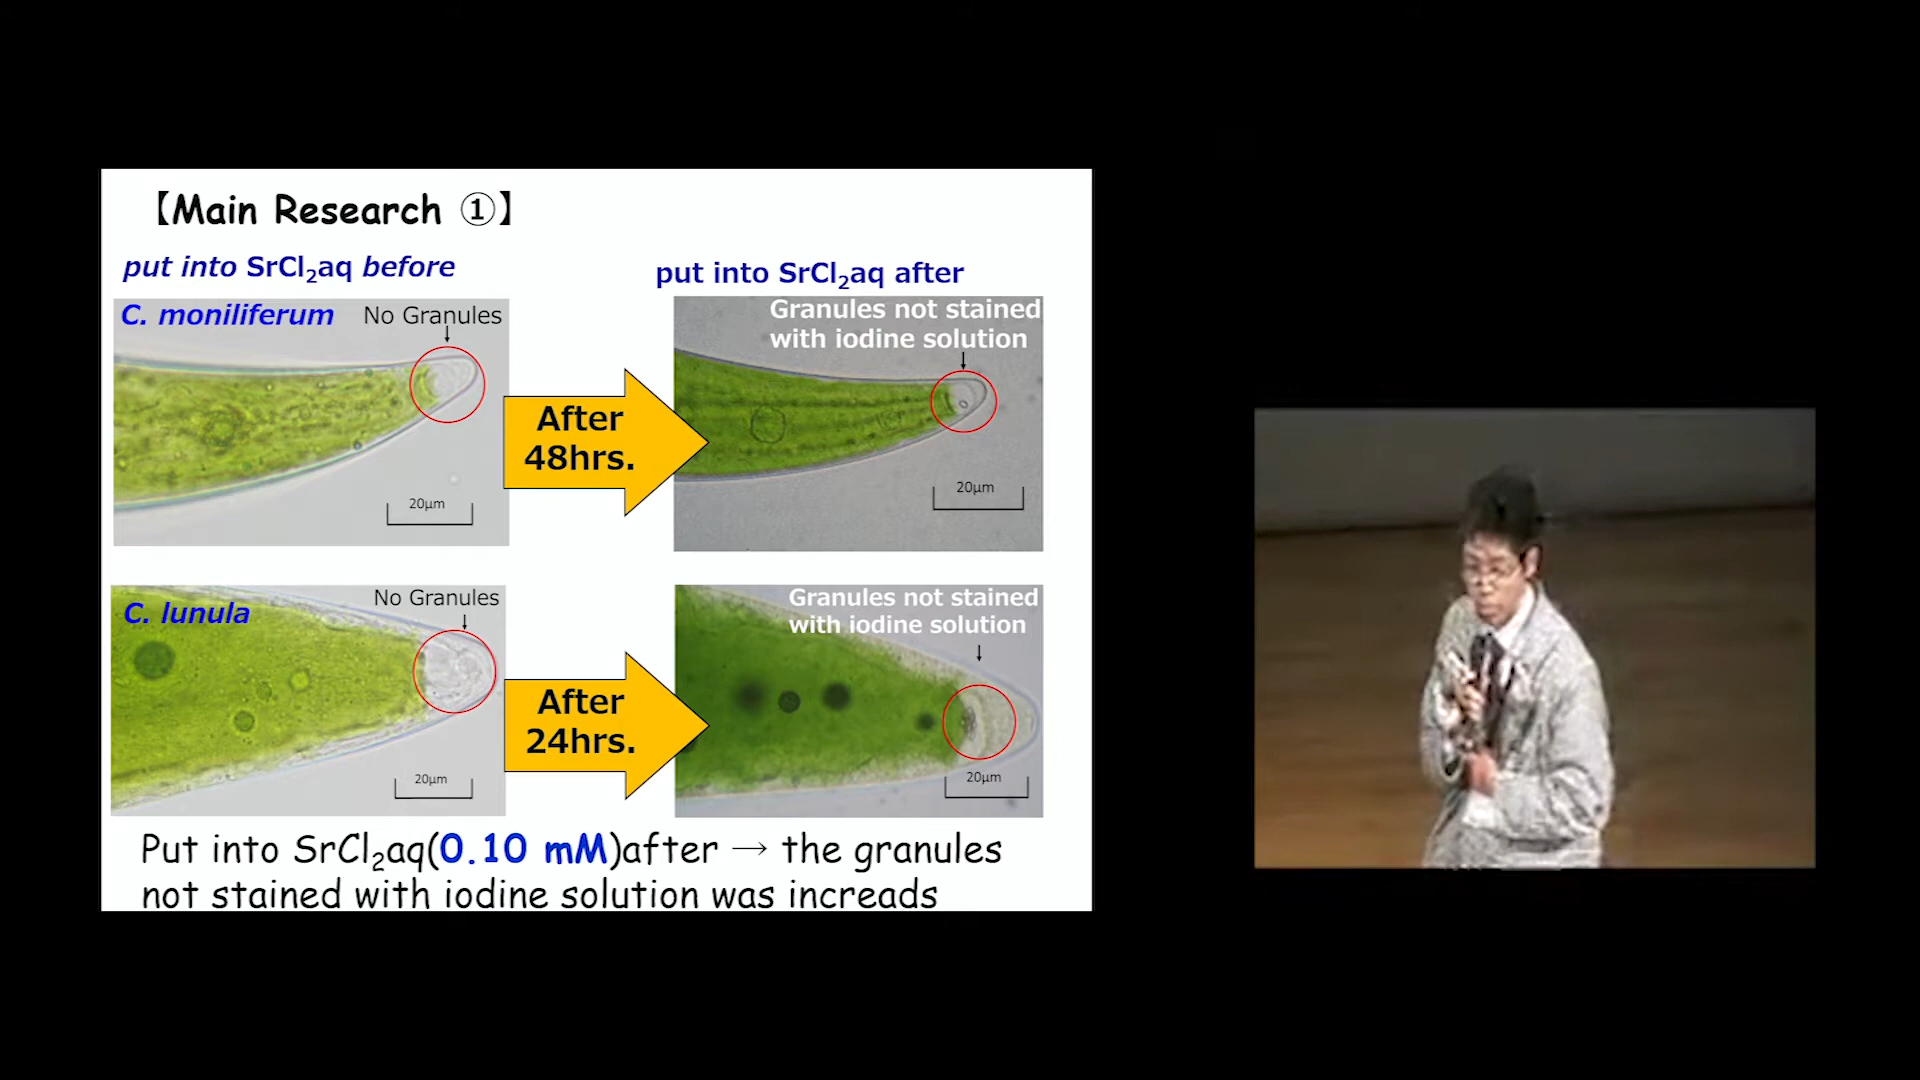 【Main Research ①】
put into SrCl₂aq before
put into SrCl₂aq after
C. moniliferum
No Granules
Granules not stained
with iodine solution
After
48hrs.
20μm
20μm
C. lunula
No Granules
Granules not stained
with iodine solution
After
24hrs.
20μm
20μm
Put into SrCl₂aq(0.10 mM)after → the granules
not stained with iodine solution was increads